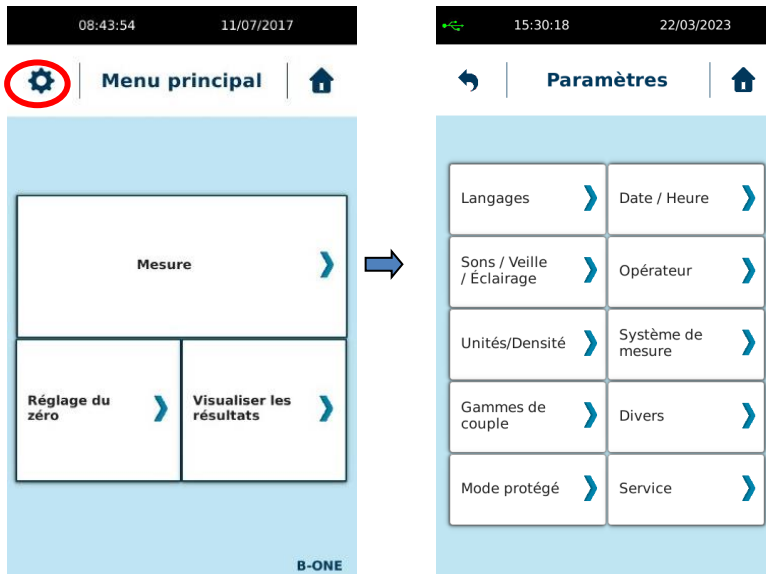 08:43:54 11/07/2017
Menu principal
Mesure
Réglage du
zéro
Visualiser les
résultats
B-ONE
15:30:18 22/03/2023
Paramètres
Langages
Date / Heure
Sons / Veille
/ Éclairage
Opérateur
Unités/Densité
Système de
mesure
Gammes de
couple
Divers
Mode protégé
Service